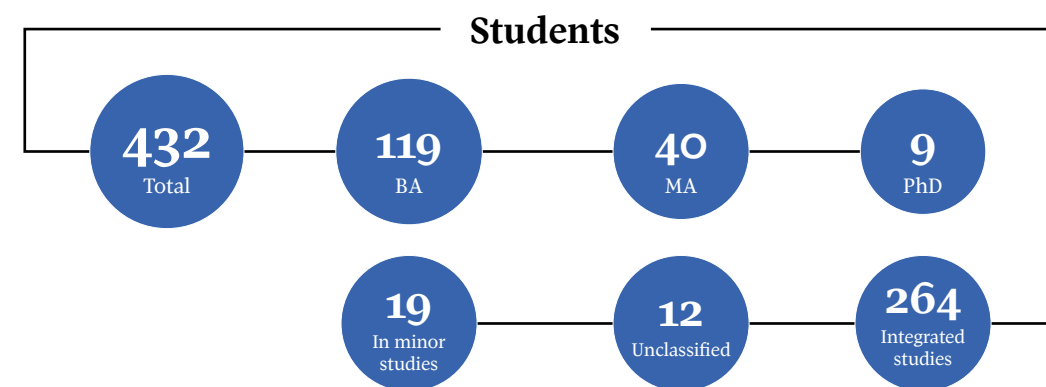 Students
432
Total
119
BA
40
MA
9
PhD
19
In minor
studies
12
Unclassified
264
Integrated
studies